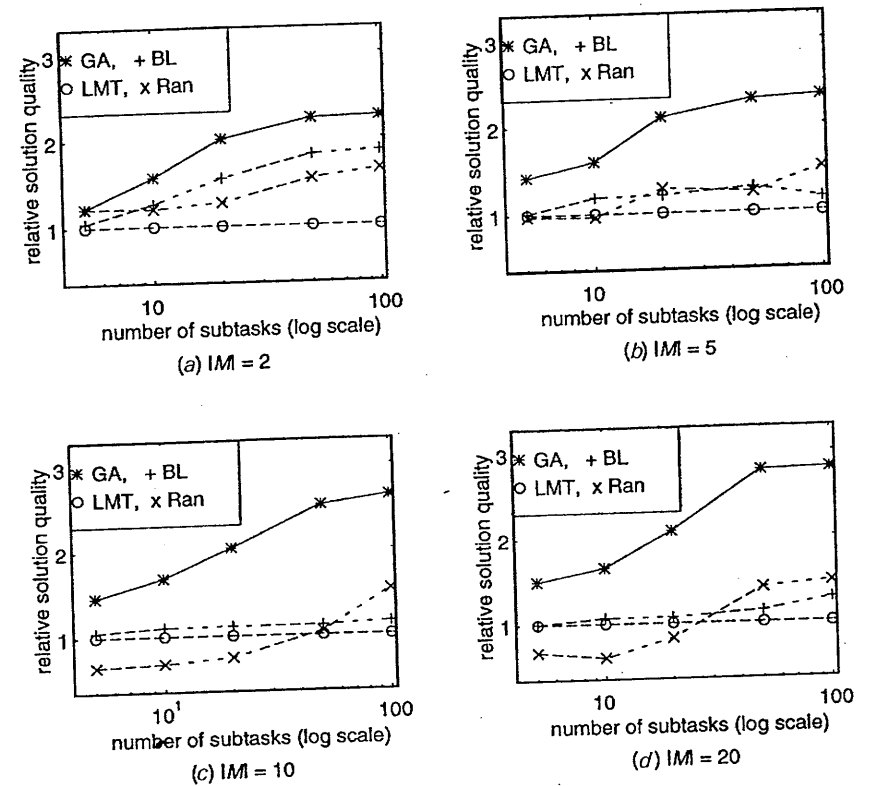 relative solution quality
3
2
1
GA, + BL
LMT, x Ran
10
100
number of subtasks (log scale)
(a) |M| = 2
relative solution quality
3
2
1
GA, + BL
LMT, x Ran
10
100
number of subtasks (log scale)
(b) |M| = 5
relative solution quality
3
2
1
GA, + BL
LMT, x Ran
10¹
100
number of subtasks (log scale)
(c) |M| = 10
relative solution quality
3
2
1
GA, + BL
LMT, x Ran
10
100
number of subtasks (log scale)
(d) |M| = 20